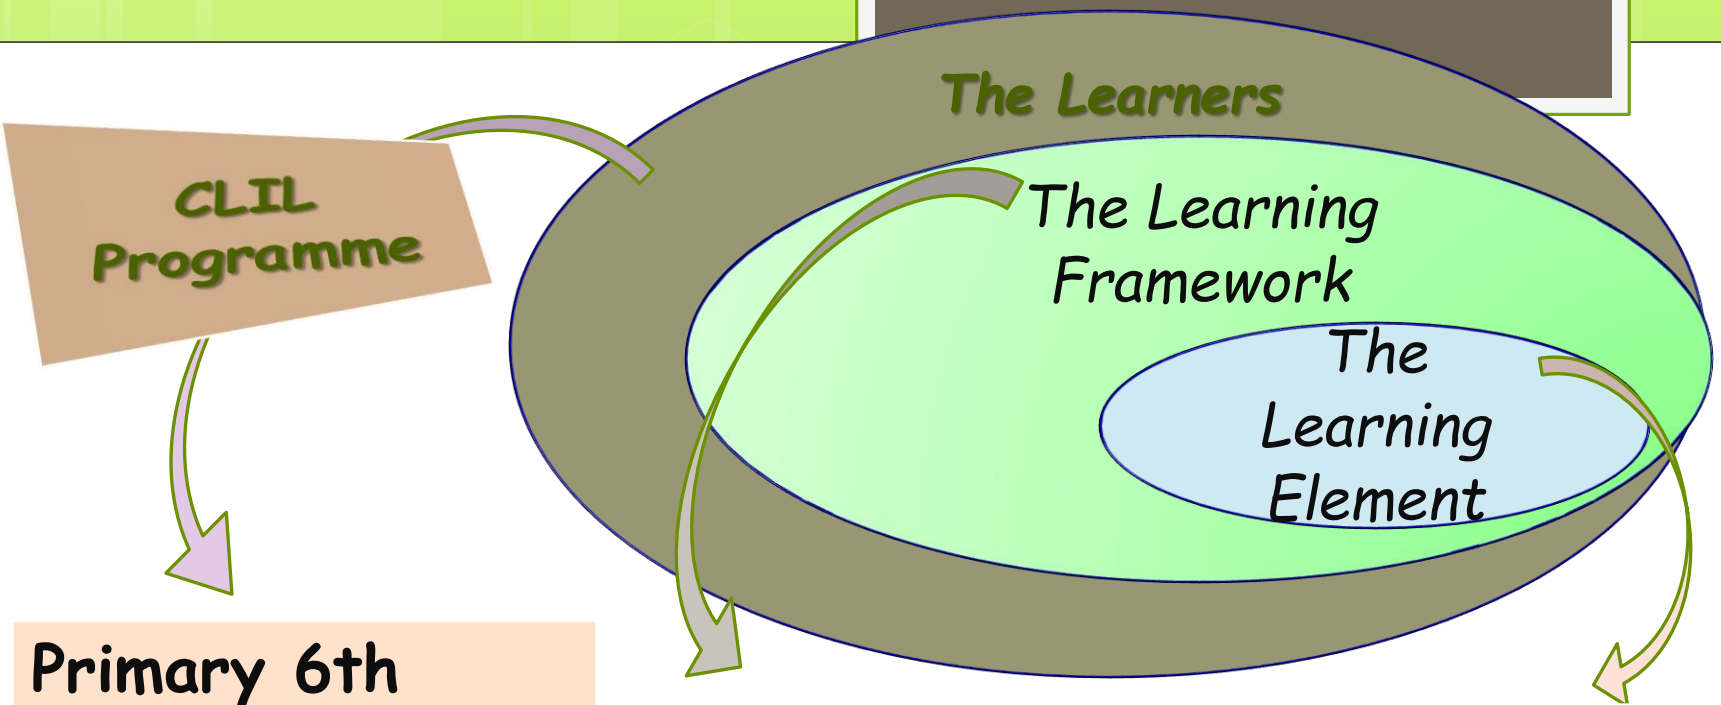 The Learners
CLIL
Programme
The Learning
Framework
The
Learning
Element
Primary 6th